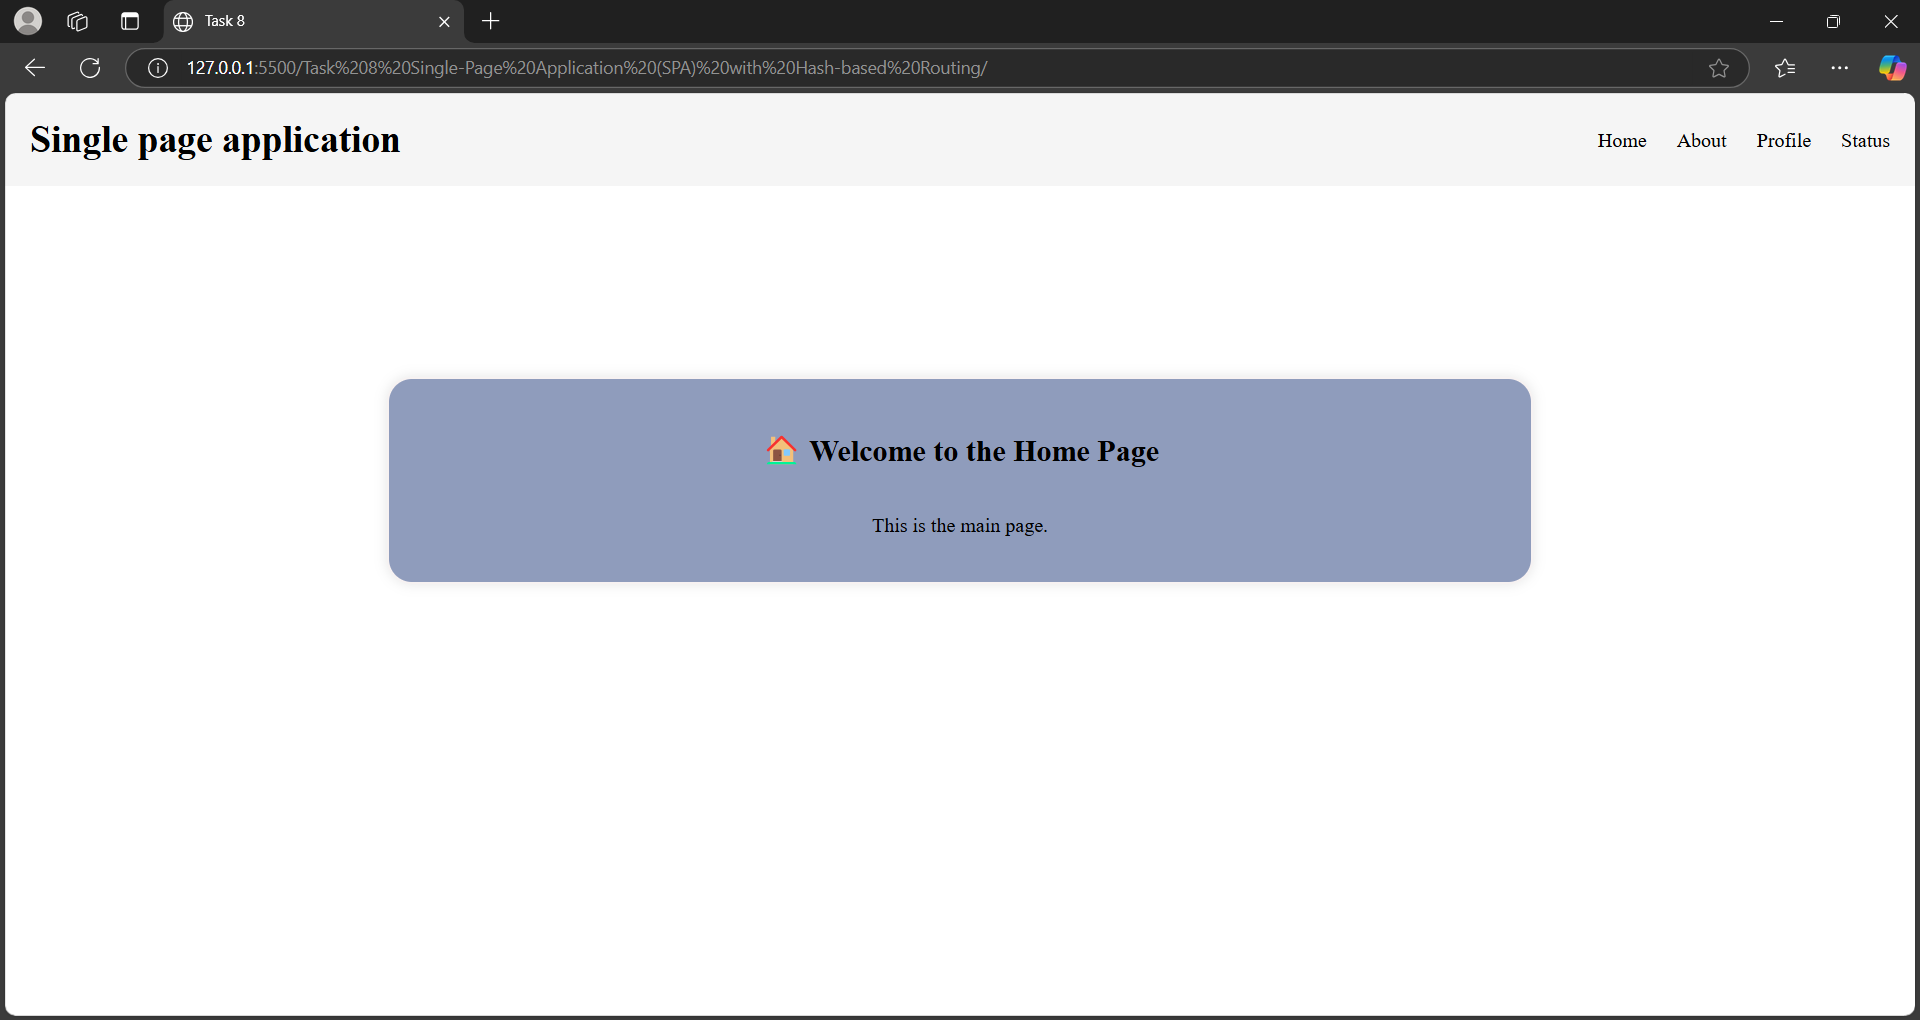 Task 8
127.0.0.1:5500/Task%208%20Single-Page%20Application%20(SPA)%20with%20Hash-based%20Routing/
Single page application
Home About Profile Status
🏠 Welcome to the Home Page
This is the main page.